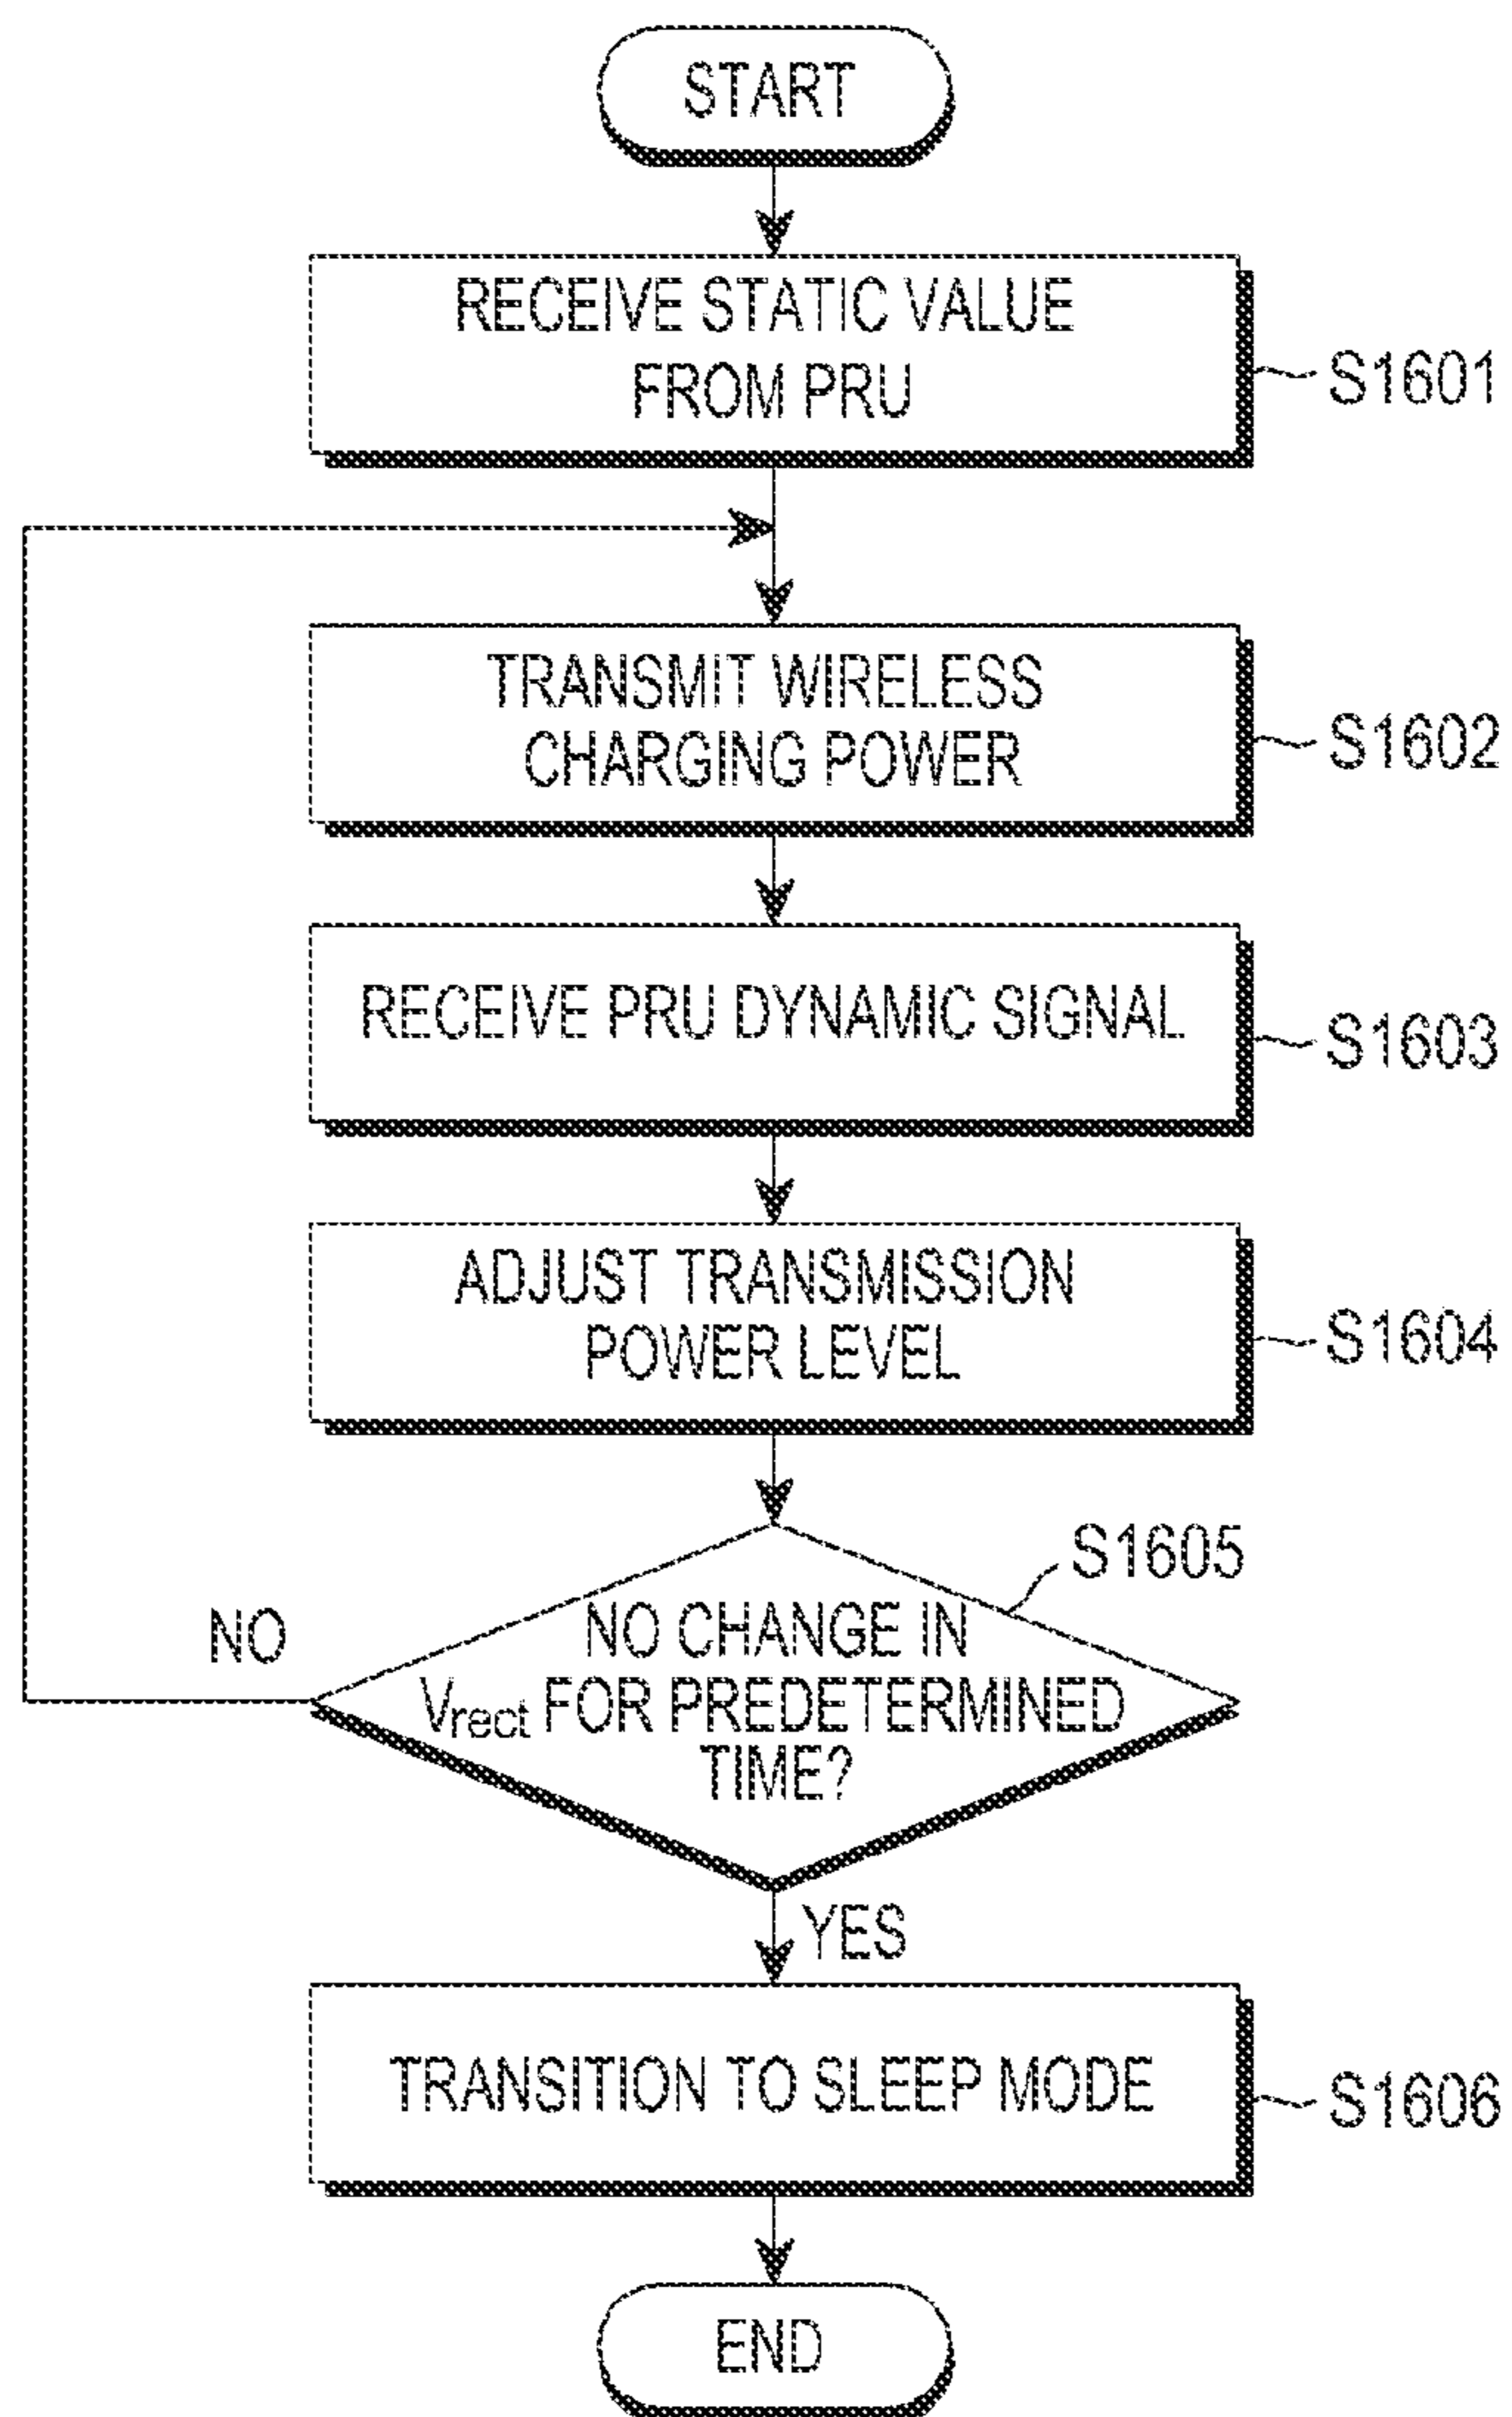 START
RECEIVE STATIC VALUE
FROM PRU
S1601
TRANSMIT WIRELESS
CHARGING POWER
S1602
RECEIVE PRU DYNAMIC SIGNAL
S1603
ADJUST TRANSMISSION
POWER LEVEL
S1604
S1605
NO
NO CHANGE IN
Vrect FOR PREDETERMINED
TIME?
YES
TRANSITION TO SLEEP MODE
S1606
END